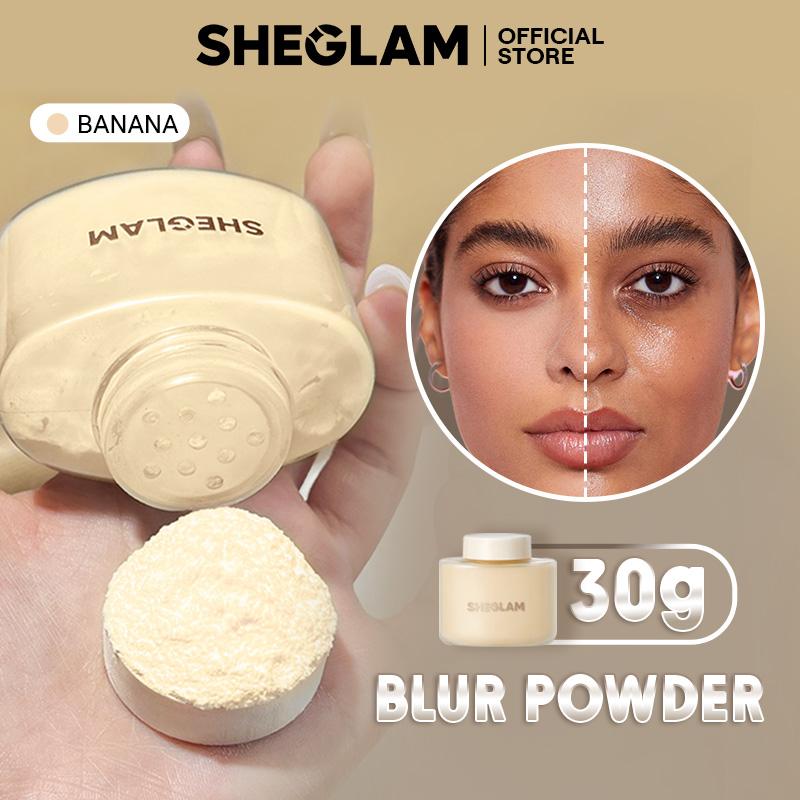 SHEGLAM
OFFICIAL
STORE
BANANA
SHEGLAM
SHEGLAM
30g
BLUR POWDER